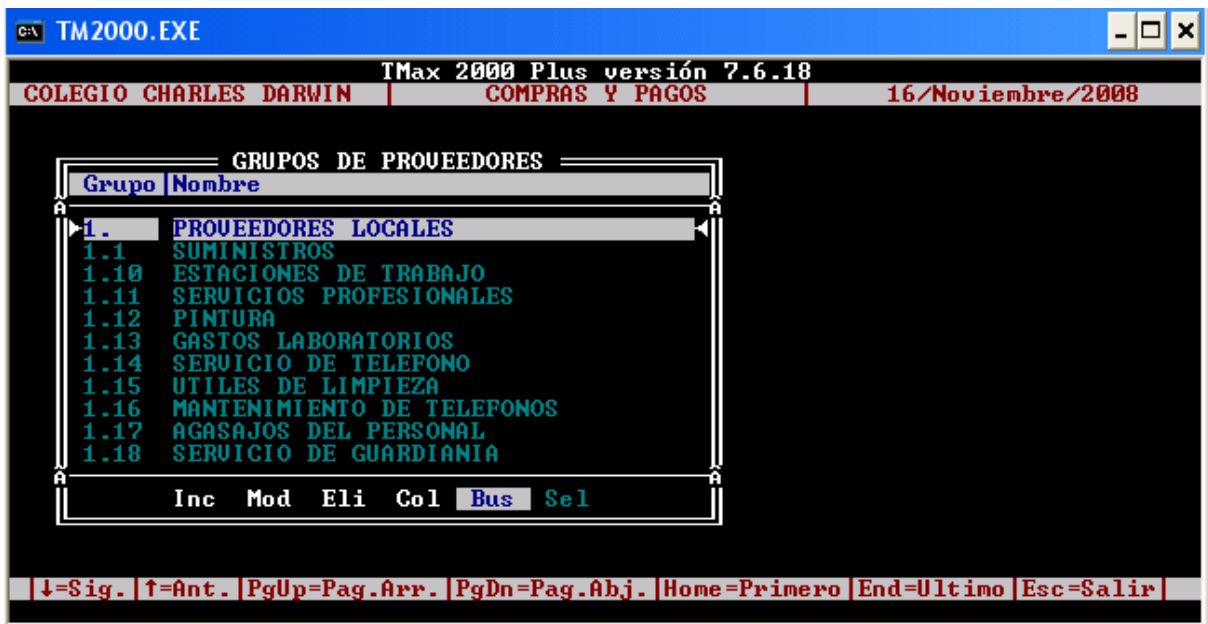 TM2000.EXE
TMax 2000 Plus versión 7.6.18
COLEGIO CHARLES DARWIN | COMPRAS Y PAGOS | 16/Noviembre/2008
GRUPOS DE PROVEEDORES
Grupo|Nombre
1. PROVEEDORES LOCALES
1.1 SUMINISTROS
1.10 ESTACIONES DE TRABAJO
1.11 SERVICIOS PROFESIONALES
1.12 PINTURA
1.13 GASTOS LABORATORIOS
1.14 SERVICIO DE TELEFONO
1.15 UTILES DE LIMPIEZA
1.16 MANTENIMIENTO DE TELEFONOS
1.17 AGASAJOS DEL PERSONAL
1.18 SERVICIO DE GUARDIANIA
Inc Mod Eli Col Bus Sel
|↓=Sig.|↑=Ant.|PgUp=Pag.Arr.|PgDn=Pag.Abj.|Home=Primero|End=Ultimo|Esc=Salir|